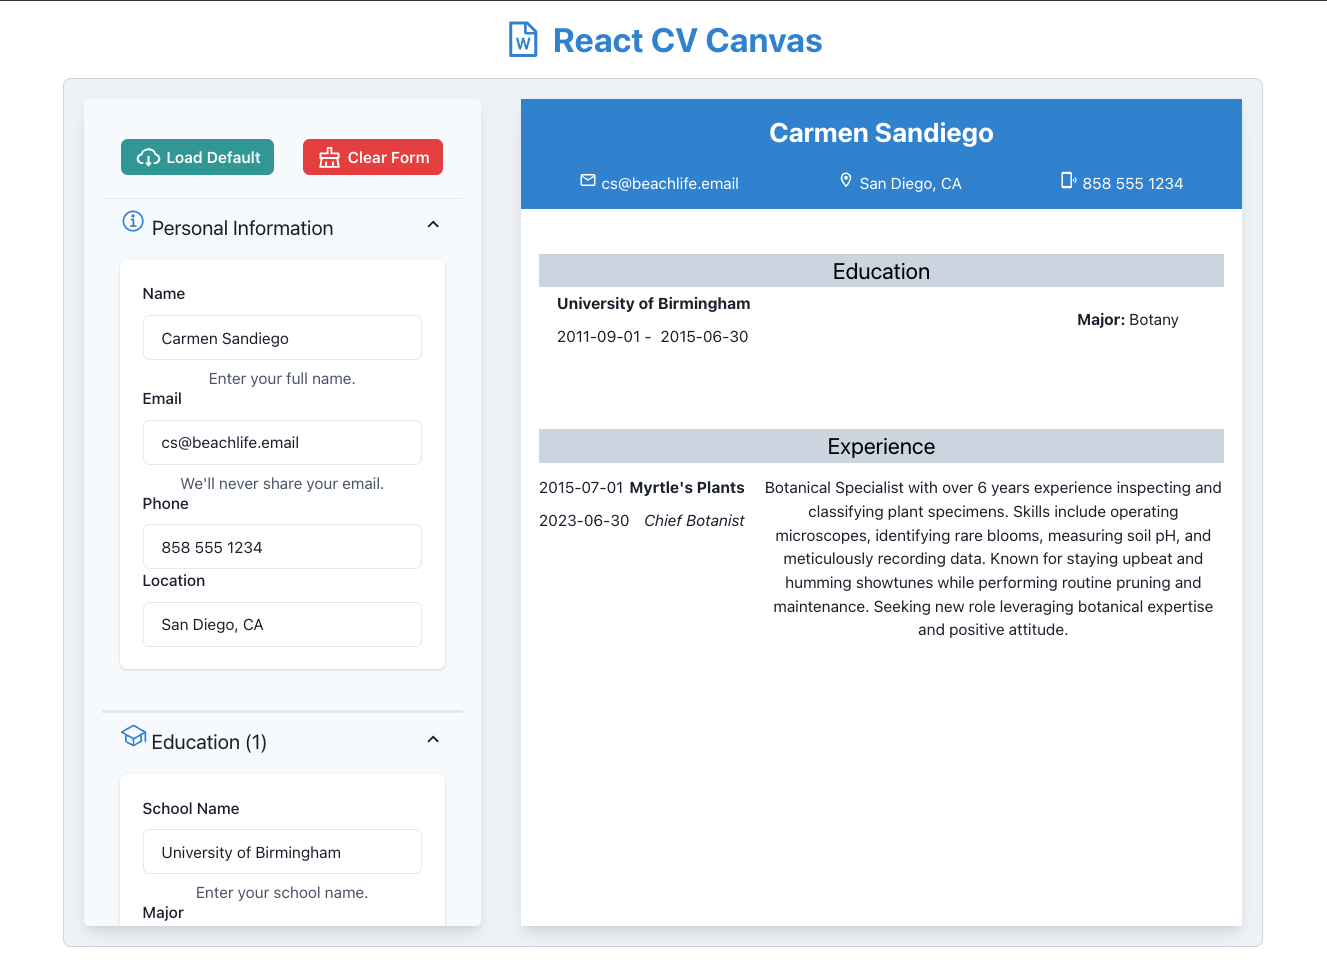 React CV Canvas
Load Default
Clear Form
Personal Information
Name
Carmen Sandiego
Enter your full name.
Email
cs@beachlife.email
We'll never share your email.
Phone
858 555 1234
Location
San Diego, CA
Education (1)
School Name
University of Birmingham
Enter your school name.
Major
Carmen Sandiego
cs@beachlife.email
San Diego, CA
858 555 1234
Education
University of Birmingham
2011-09-01 - 2015-06-30
Major: Botany
Experience
2015-07-01 Myrtle's Plants
2023-06-30 Chief Botanist
Botanical Specialist with over 6 years experience inspecting and
classifying plant specimens. Skills include operating
microscopes, identifying rare blooms, measuring soil pH, and
meticulously recording data. Known for staying upbeat and
humming showtunes while performing routine pruning and
maintenance. Seeking new role leveraging botanical expertise
and positive attitude.